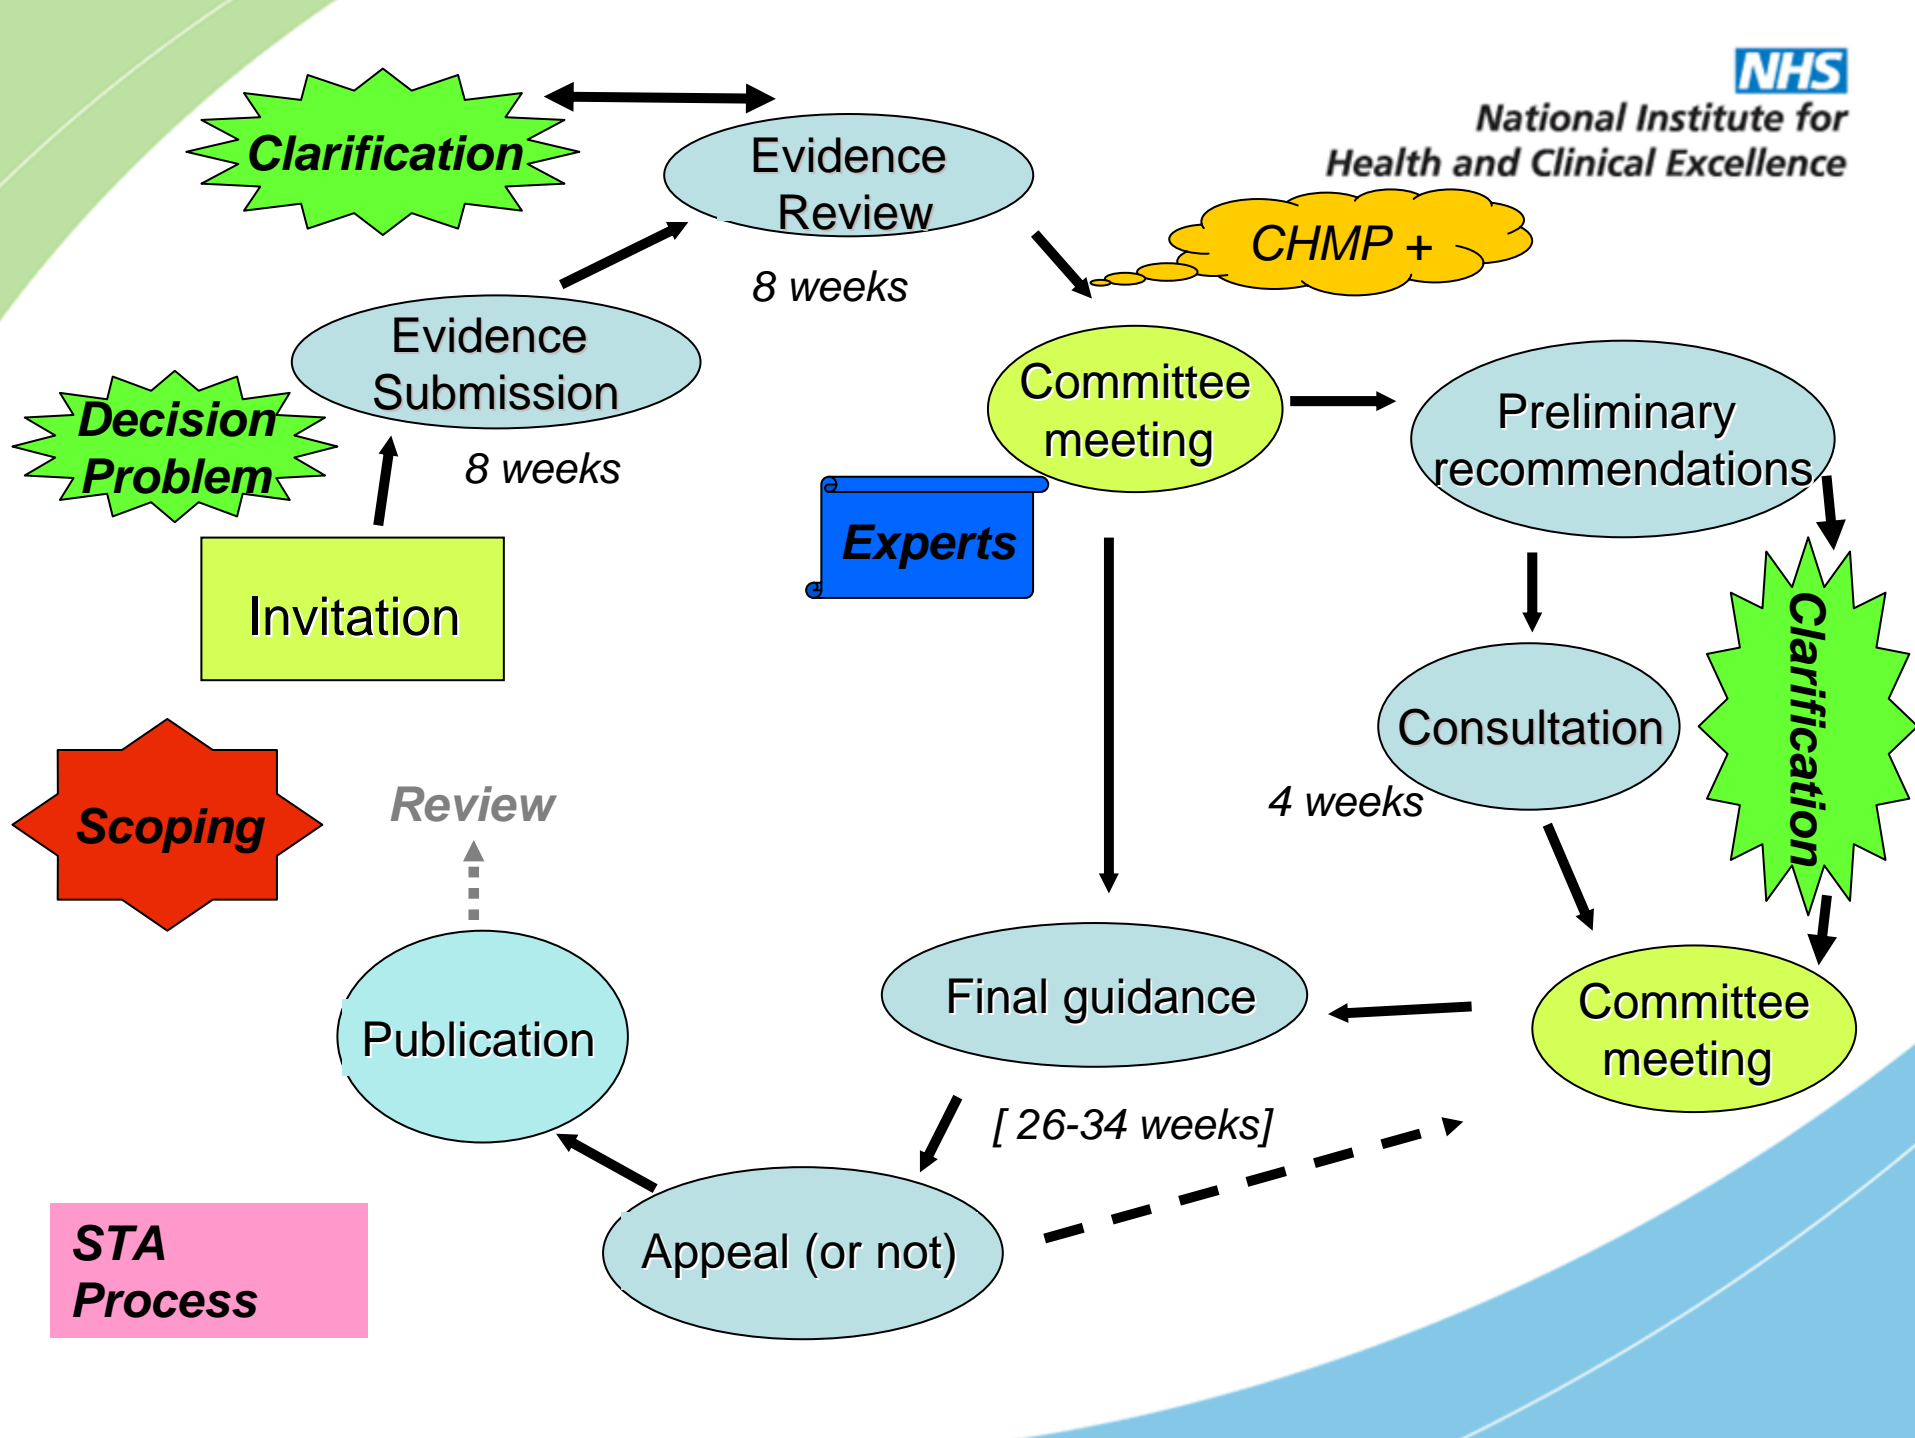 NHS
National Institute for
Health and Clinical Excellence
Clarification
Evidence
Review
8 weeks
CHMP +
Evidence
Submission
8 weeks
Decision
Problem
Invitation
Committee
meeting
Experts
Preliminary
recommendations
Clarification
Consultation
4 weeks
Scoping
Review
Committee
meeting
Final guidance
[ 26-34 weeks]
Publication
Appeal (or not)
STA
Process